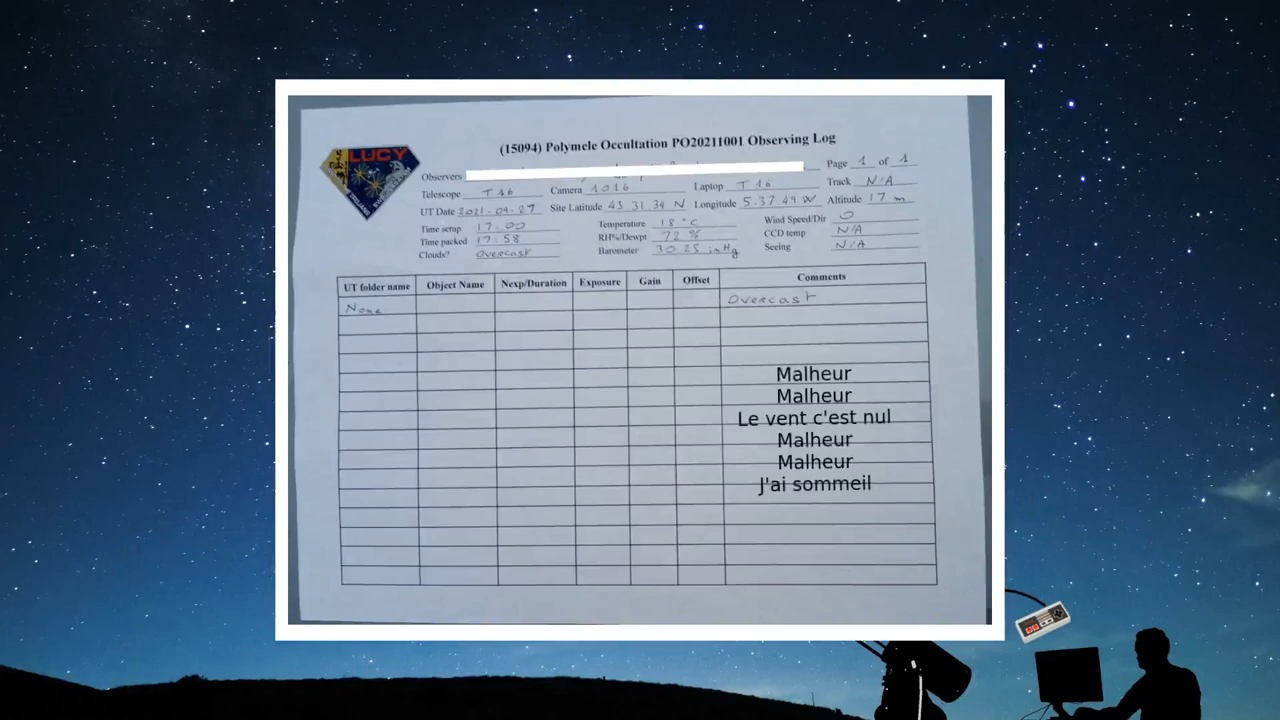 LUCY
(15094) Polymele Occultation PO20211001 Observing Log
Observers
Page 1 of 1
Telescope T 16 Camera 1016 Laptop T 16 Track N/A
UT Date 2021-09-27 Site Latitude 43 31 34 N Longitude 5.37 49 W Altitude 17 m
Time setup 17:00 Temperature 18 °C Wind Speed/Dir 0
Time packed 17:58 RH%/Dewpt 72 % CCD temp N/A
Clouds? Overcast Barometer 30.25 inHg Seeing N/A
UT folder name Object Name Nexp/Duration Exposure Gain Offset Comments
None Overcast
Malheur
Malheur
Le vent c'est nul
Malheur
Malheur
J'ai sommeil